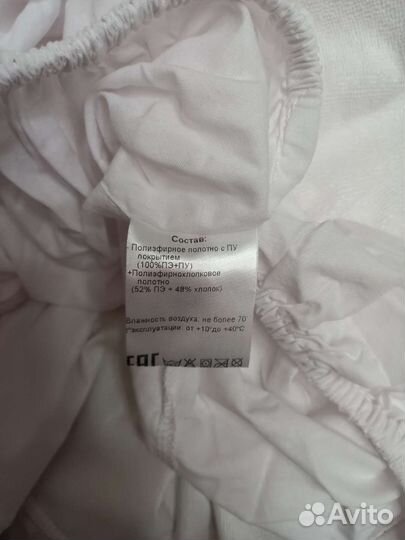 Состав:
- Полиэфирное полотно с ПУ
покрытием
(100%ПЭ+ПУ)
+Полиэфирнохлопковое
полотно
(52% ПЭ + 48% хлопок)
Влажность воздуха, не более 70
t°эксплуатации от +10°до +40°С
ЕАС
Avito